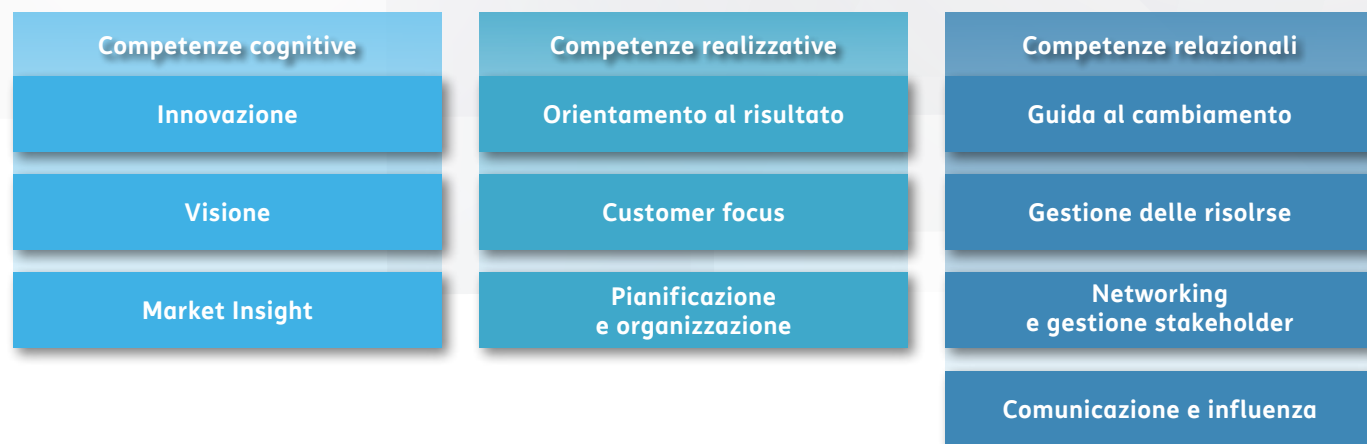 Competenze cognitive
Innovazione
Visione
Market Insight
Competenze realizzative
Orientamento al risultato
Customer focus
Pianificazione
e organizzazione
Competenze relazionali
Guida al cambiamento
Gestione delle risolrse
Networking
e gestione stakeholder
Comunicazione e influenza